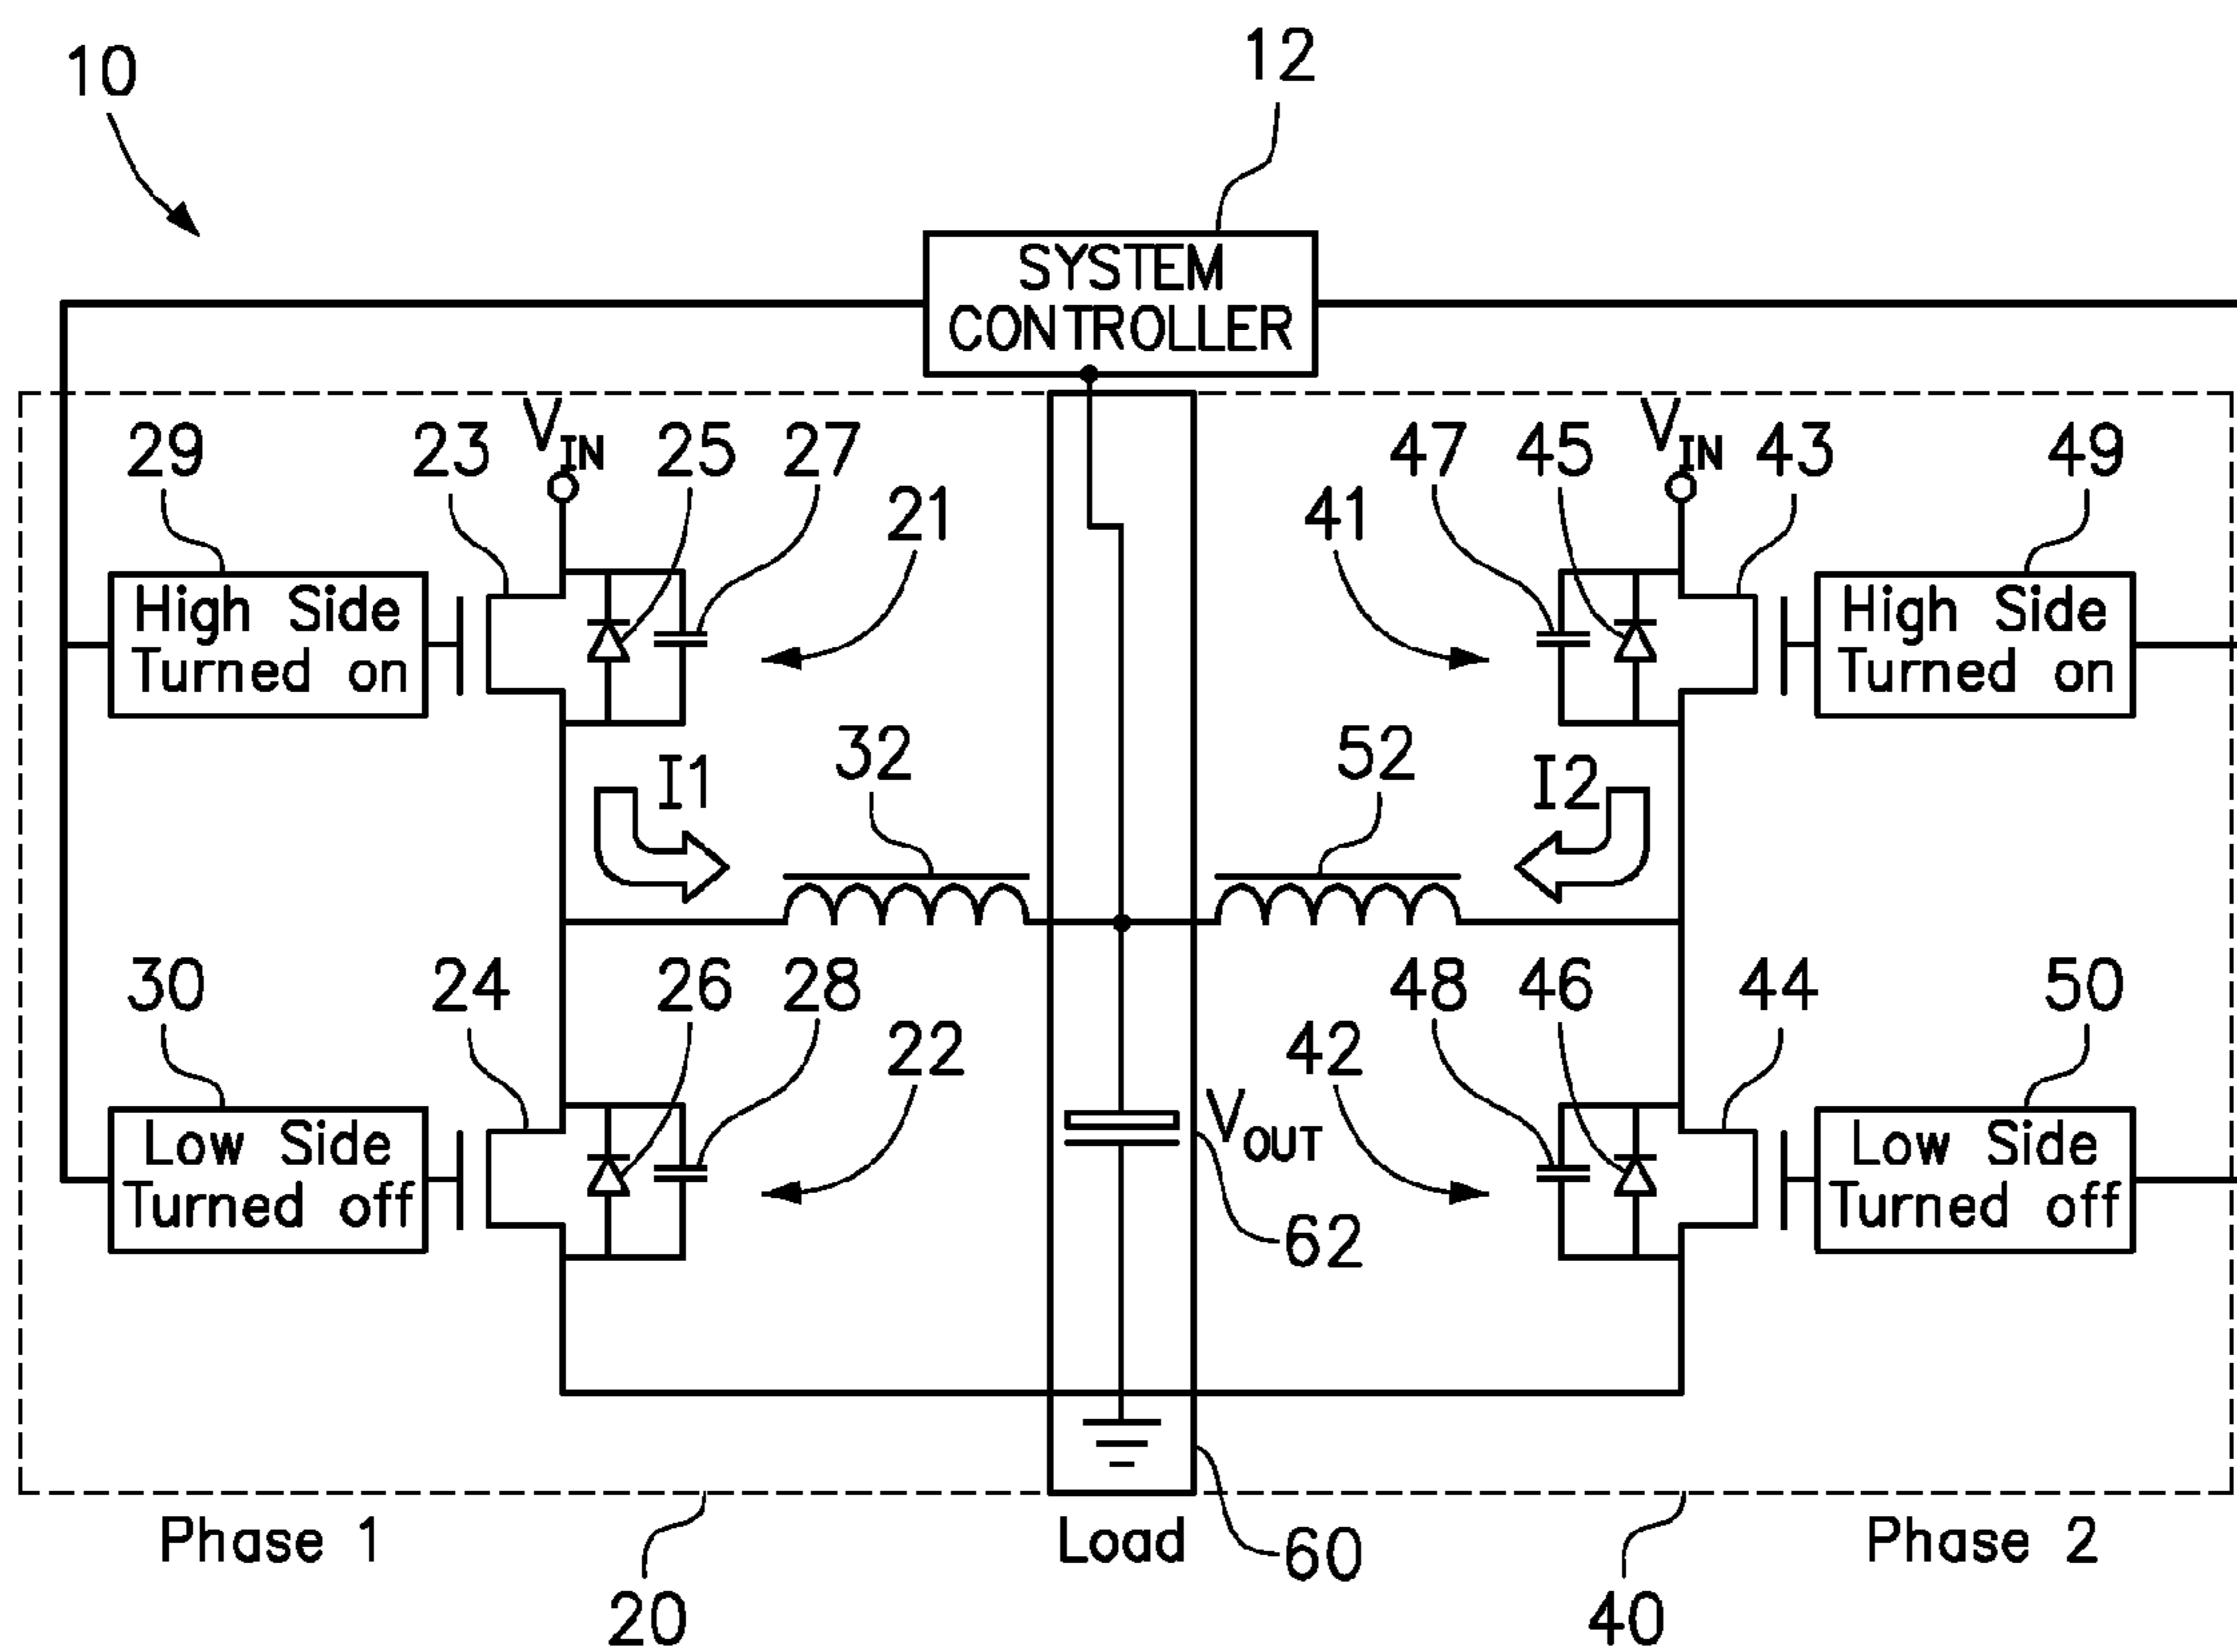 10
12
SYSTEM
CONTROLLER
29
23
VIN
25
27
21
47
45
VIN
43
49
41
High Side
Turned on
High Side
Turned on
I1
32
52
I2
30
24
26
28
22
48
46
44
50
42
Low Side
Turned off
VOUT
62
Low Side
Turned off
Phase 1
20
Load
60
40
Phase 2